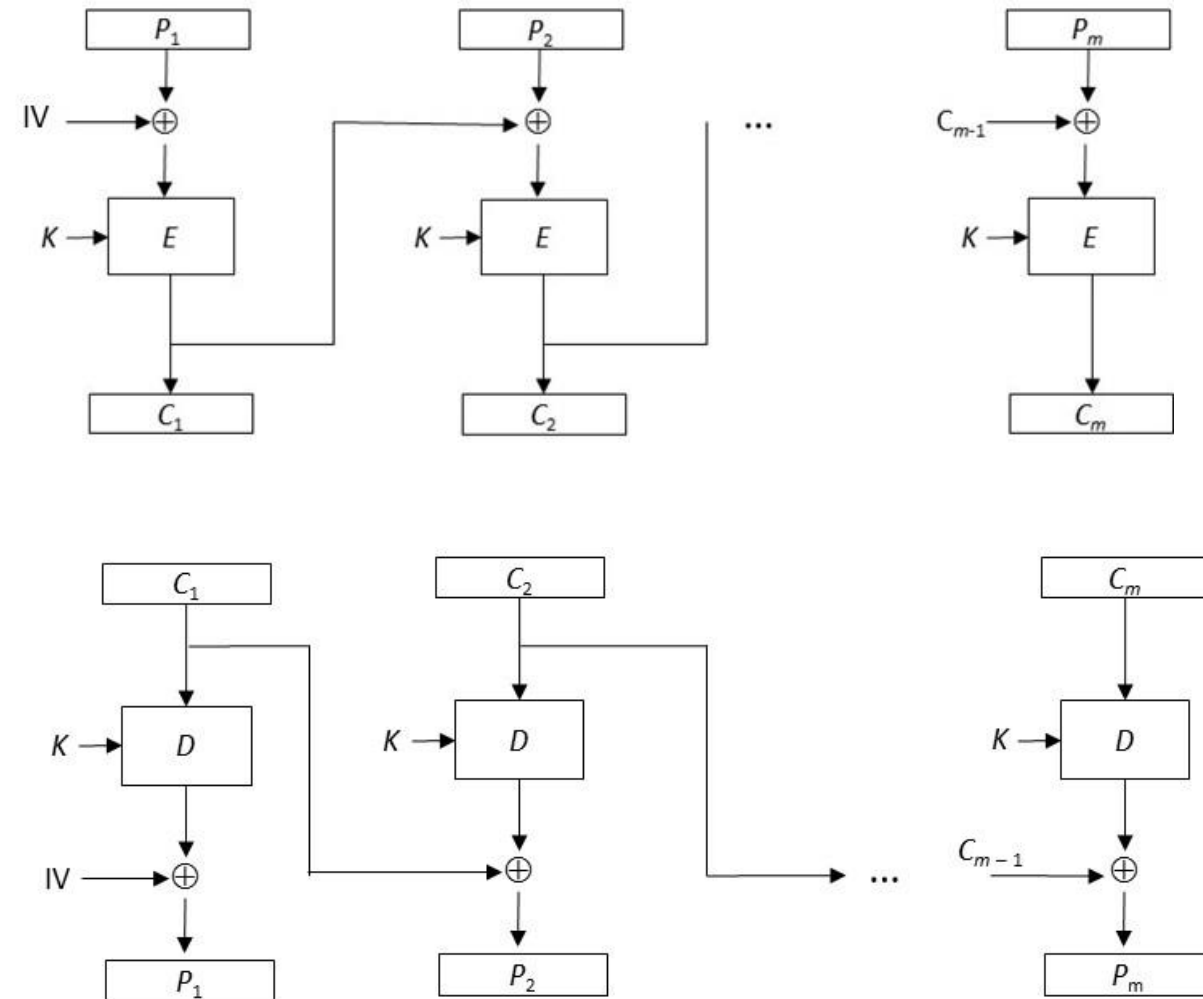 P₁ P₂ Pₘ
IV ⊕ ⊕ ... Cₘ₋₁ ⊕
K E K E K E
C₁ C₂ Cₘ
C₁ C₂ Cₘ
K D K D K D
IV ⊕ ⊕ ... Cₘ ₋ ₁ ⊕
P₁ P₂ Pₘ